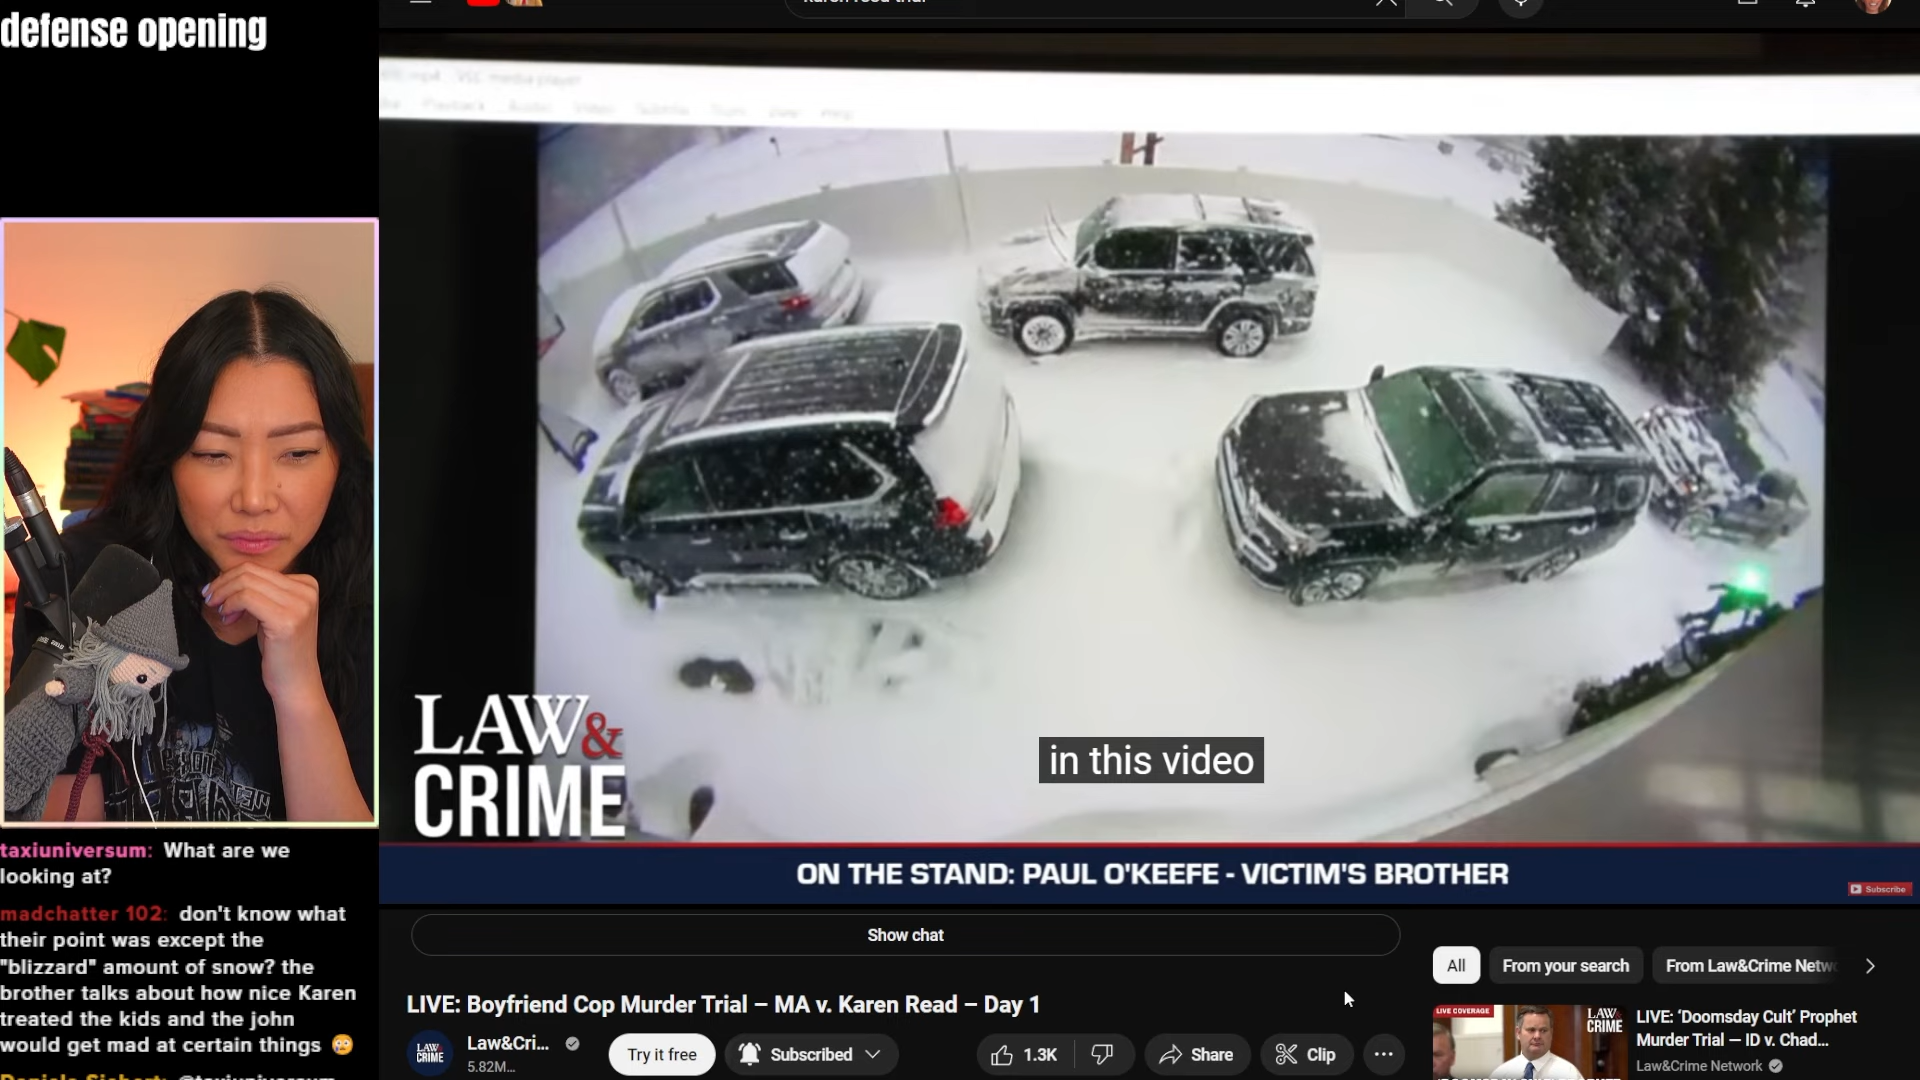 defense opening
LAW&
CRIME
in this video
ON THE STAND: PAUL O'KEEFE - VICTIM'S BROTHER
Subscribe
taxiuniversum: What are we
looking at?
madchatter 102: don't know what
their point was except the
"blizzard" amount of snow? the
brother talks about how nice Karen
treated the kids and the john
would get mad at certain things 😳
Show chat
LIVE: Boyfriend Cop Murder Trial – MA v. Karen Read – Day 1
LAW&
CRIME
Law&Cri...
5.82M...
Try it free
Subscribed
1.3K
Share
Clip
All
From your search
From Law&Crime Netw
LIVE COVERAGE
LAW&
CRIME
LIVE: 'Doomsday Cult' Prophet
Murder Trial — ID v. Chad...
Law&Crime Network